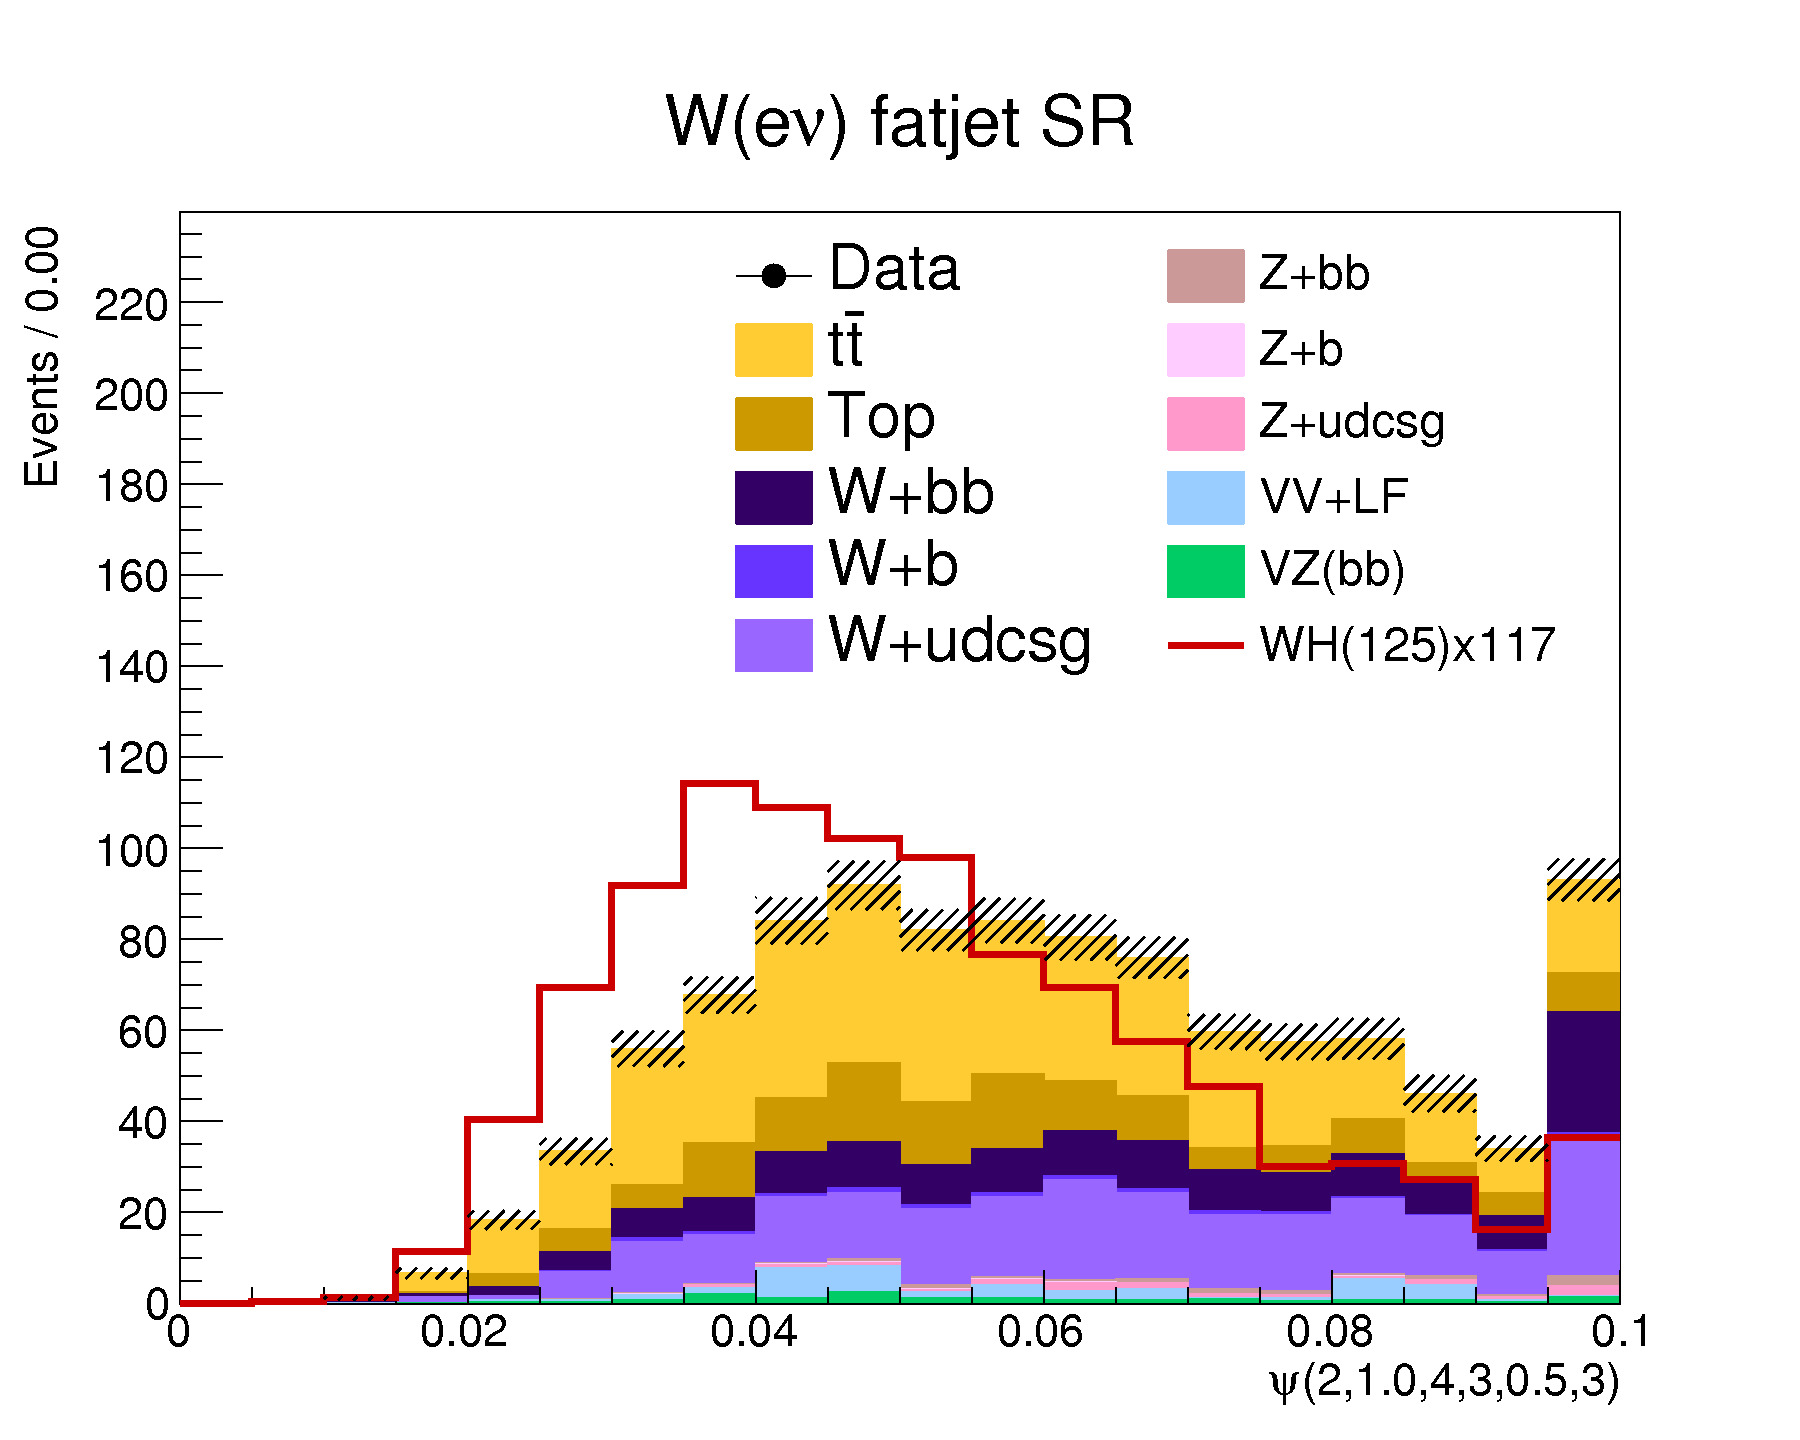 W(eν) fatjet SR
Events / 0.00
220
200
180
160
140
120
100
80
60
40
20
0
Data
tt̄
Top
W+bb
W+b
W+udcsg
Z+bb
Z+b
Z+udcsg
VV+LF
VZ(bb)
WH(125)x117
0 0.02 0.04 0.06 0.08 0.1
ψ(2,1.0,4,3,0.5,3)